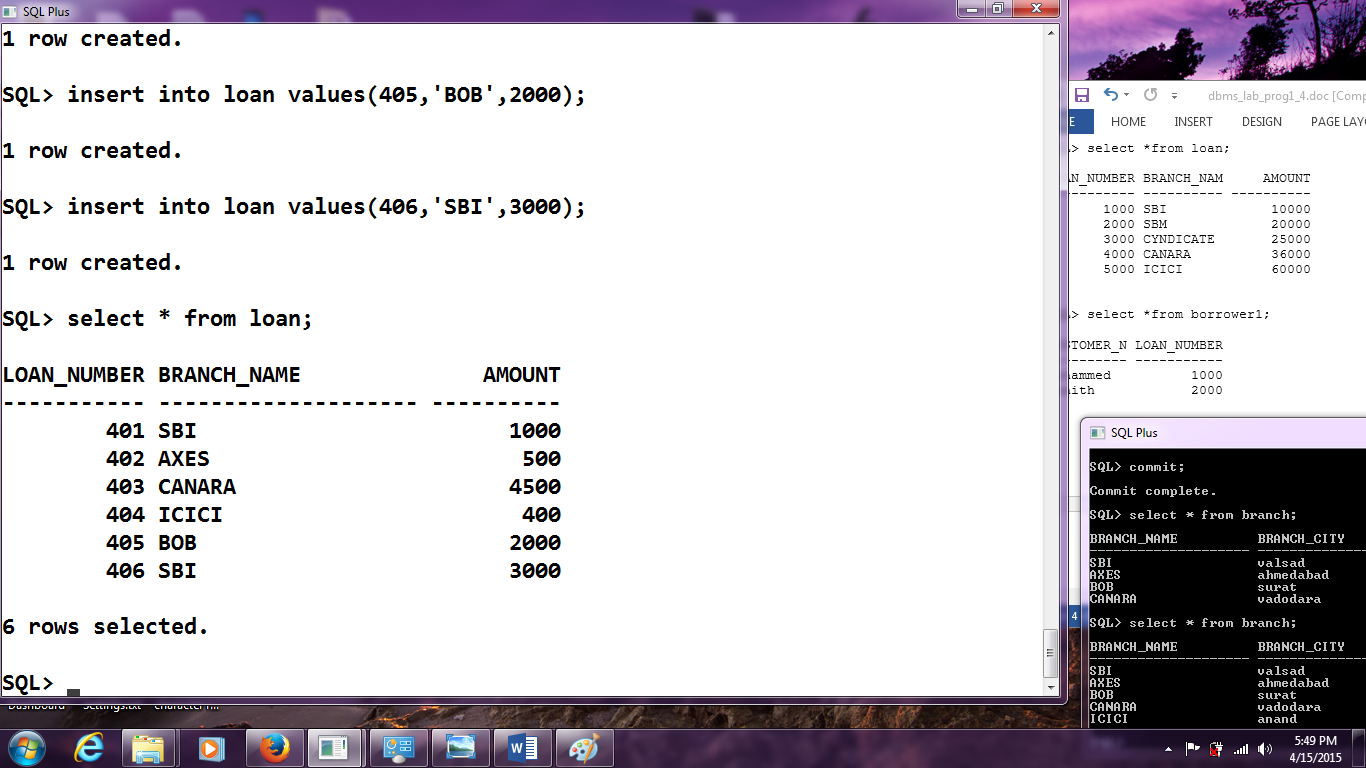 SQL Plus
1 row created.
SQL> insert into loan values(405,'BOB',2000);
1 row created.
SQL> insert into loan values(406,'SBI',3000);
1 row created.
SQL> select * from loan;
LOAN_NUMBER BRANCH_NAME AMOUNT
----------- -------------------- ----------
401 SBI 1000
402 AXES 500
403 CANARA 4500
404 ICICI 400
405 BOB 2000
406 SBI 3000
6 rows selected.
SQL>
dbms_lab_prog1_4.doc [Comp
E HOME INSERT DESIGN PAGE LAY
> select *from loan;
AN_NUMBER BRANCH_NAM AMOUNT
--------- ---------- ----------
1000 SBI 10000
2000 SBM 20000
3000 CYNDICATE 25000
4000 CANARA 36000
5000 ICICI 60000
> select *from borrower1;
TOMER_N LOAN_NUMBER
-------- -----------
ammed 1000
ith 2000
4
SQL Plus
SQL> commit;
Commit complete.
SQL> select * from branch;
BRANCH_NAME BRANCH_CITY
-------------------- --------------
SBI valsad
AXES ahmedabad
BOB surat
CANARA vadodara
SQL> select * from branch;
BRANCH_NAME BRANCH_CITY
-------------------- --------------
SBI valsad
AXES ahmedabad
BOB surat
CANARA vadodara
ICICI anand
Dashboard Settings.txt Character
5:49 PM
4/15/2015